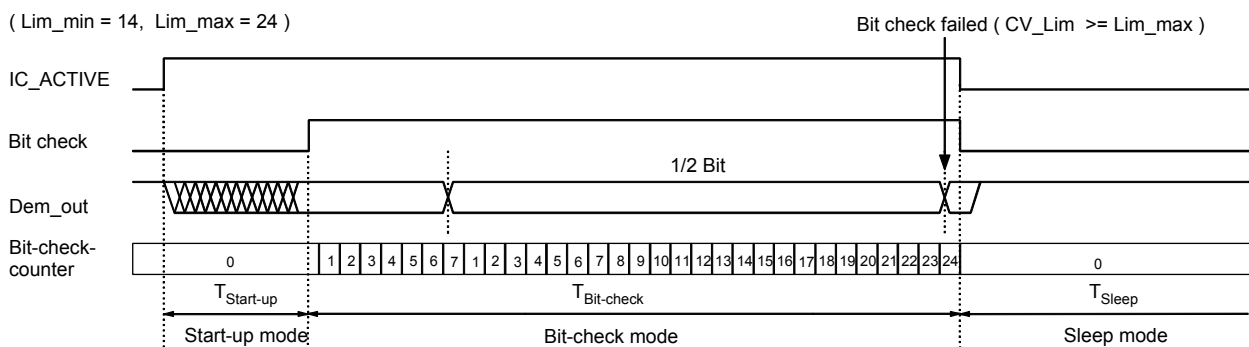 ( Lim_min = 14, Lim_max = 24 )
Bit check failed ( CV_Lim >= Lim_max )
IC_ACTIVE
Bit check
1/2 Bit
Dem_out
Bit-check-
counter
0 1 2 3 4 5 6 7 1 2 3 4 5 6 7 8 9 10 11 12 13 14 15 16 17 18 19 20 21 22 23 24 0
TStart-up TBit-check TSleep
Start-up mode Bit-check mode Sleep mode